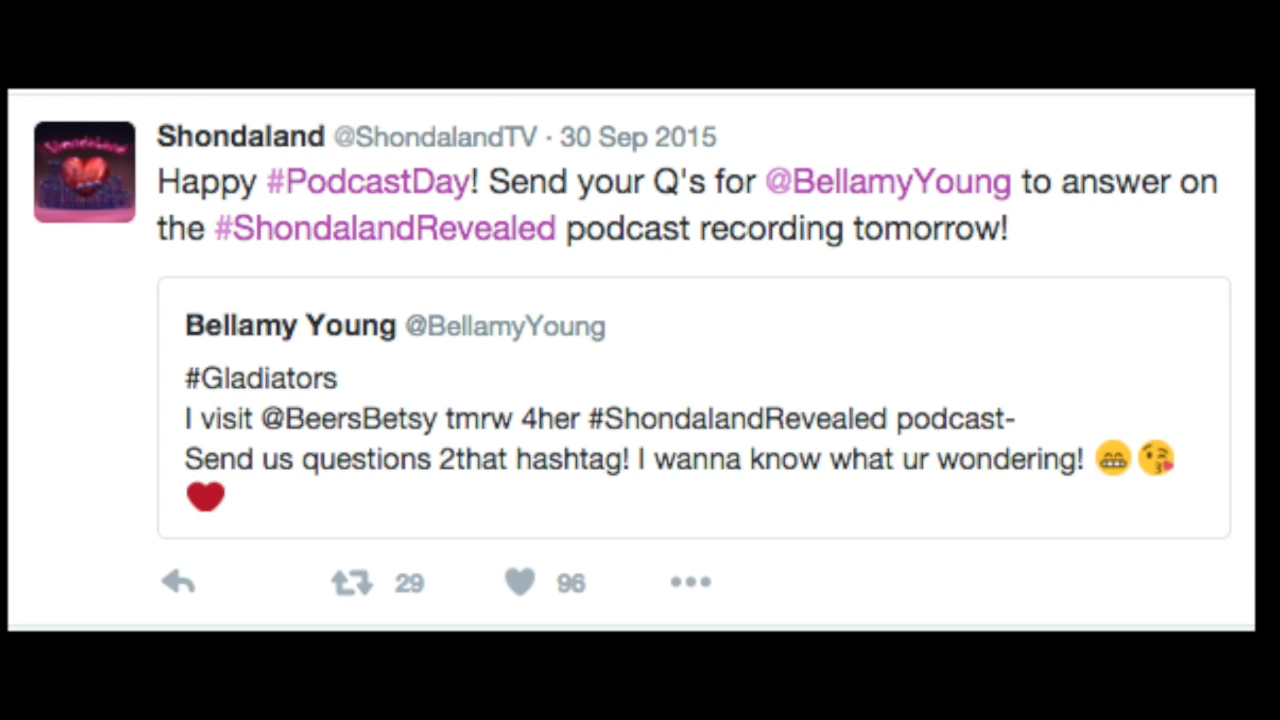 Shondaland @ShondalandTV · 30 Sep 2015
Happy #PodcastDay! Send your Q's for @BellamyYoung to answer on
the #ShondalandRevealed podcast recording tomorrow!
Bellamy Young @BellamyYoung
#Gladiators
I visit @BeersBetsy tmrw 4her #ShondalandRevealed podcast-
Send us questions 2that hashtag! I wanna know what ur wondering! 😁😘
❤️
29 96